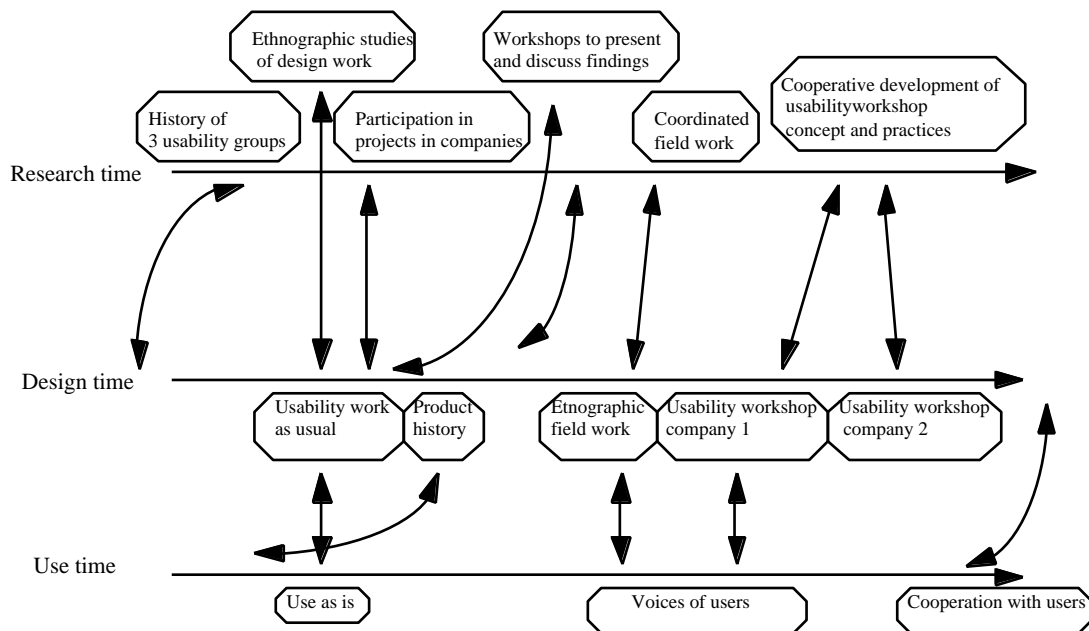 Ethnographic studies
of design work
Workshops to present
and discuss findings
Cooperative development of
usabilityworkshop
concept and practices
History of
3 usability groups
Participation in
projects in companies
Coordinated
field work
Research time
Design time
Usability work
as usual
Product
history
Etnographic
field work
Usability workshop
company 1
Usability workshop
company 2
Use time
Use as is
Voices of users
Cooperation with users